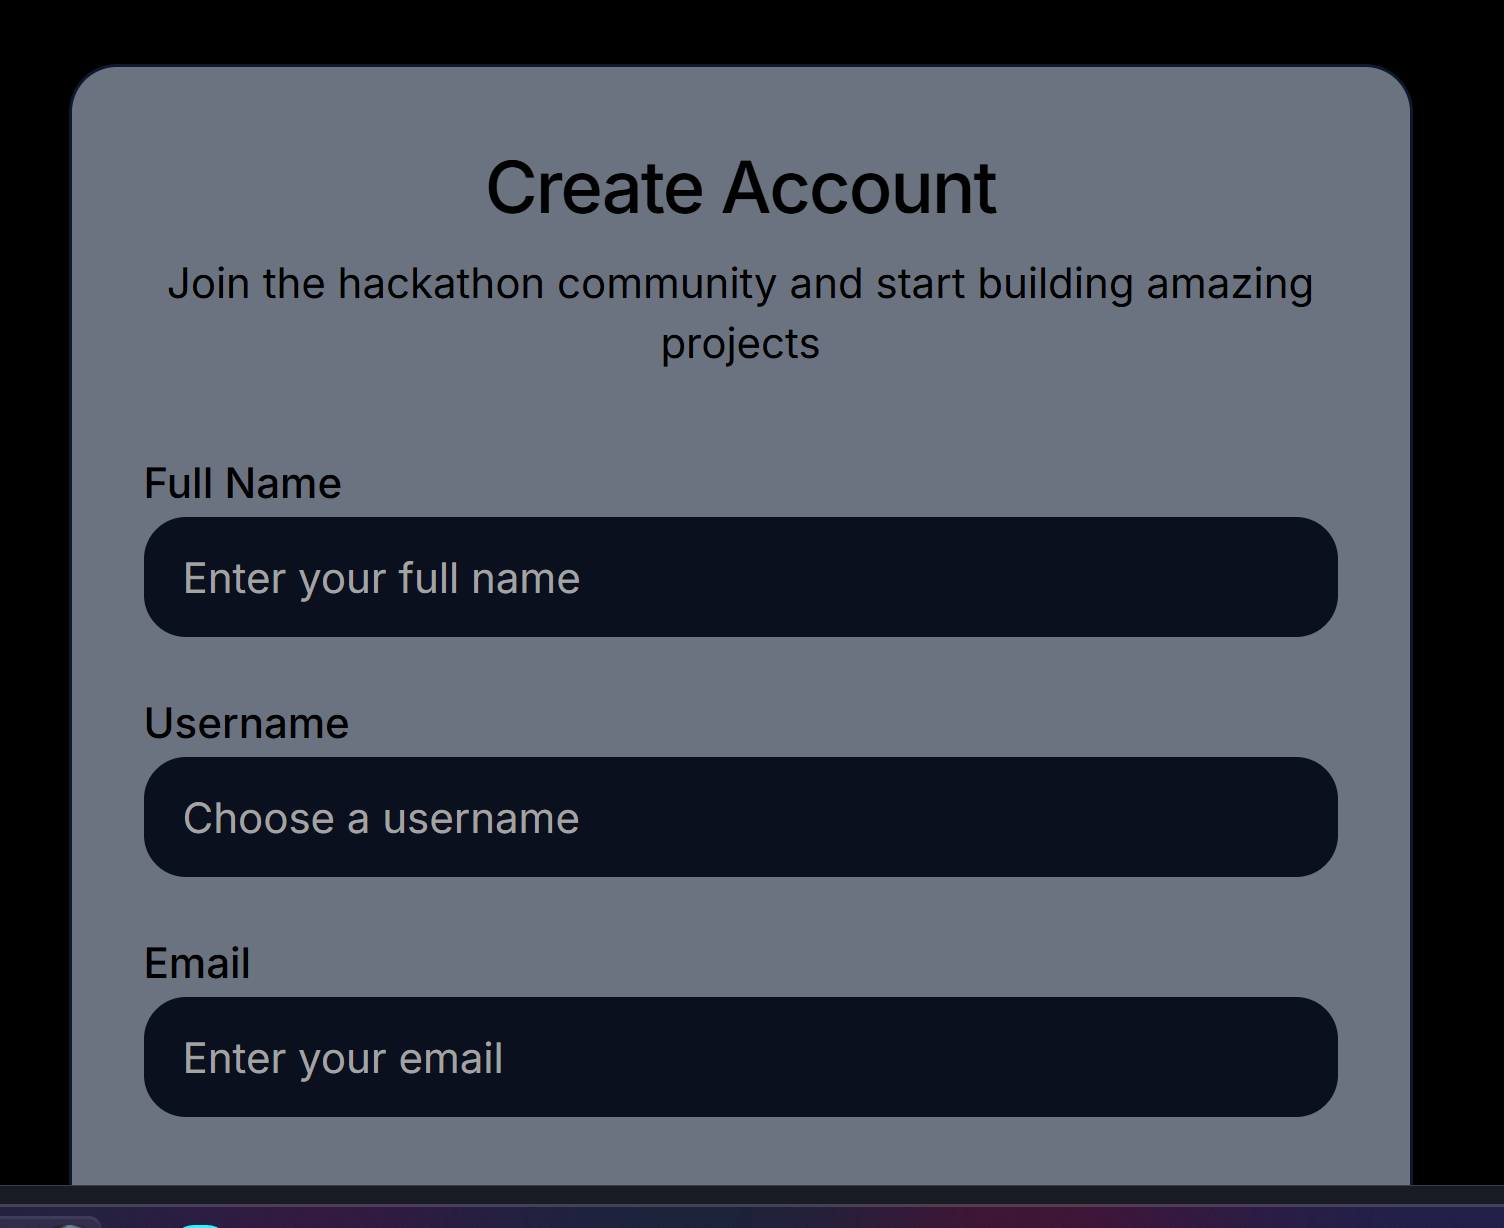 Create Account
Join the hackathon community and start building amazing
projects
Full Name
Enter your full name
Username
Choose a username
Email
Enter your email